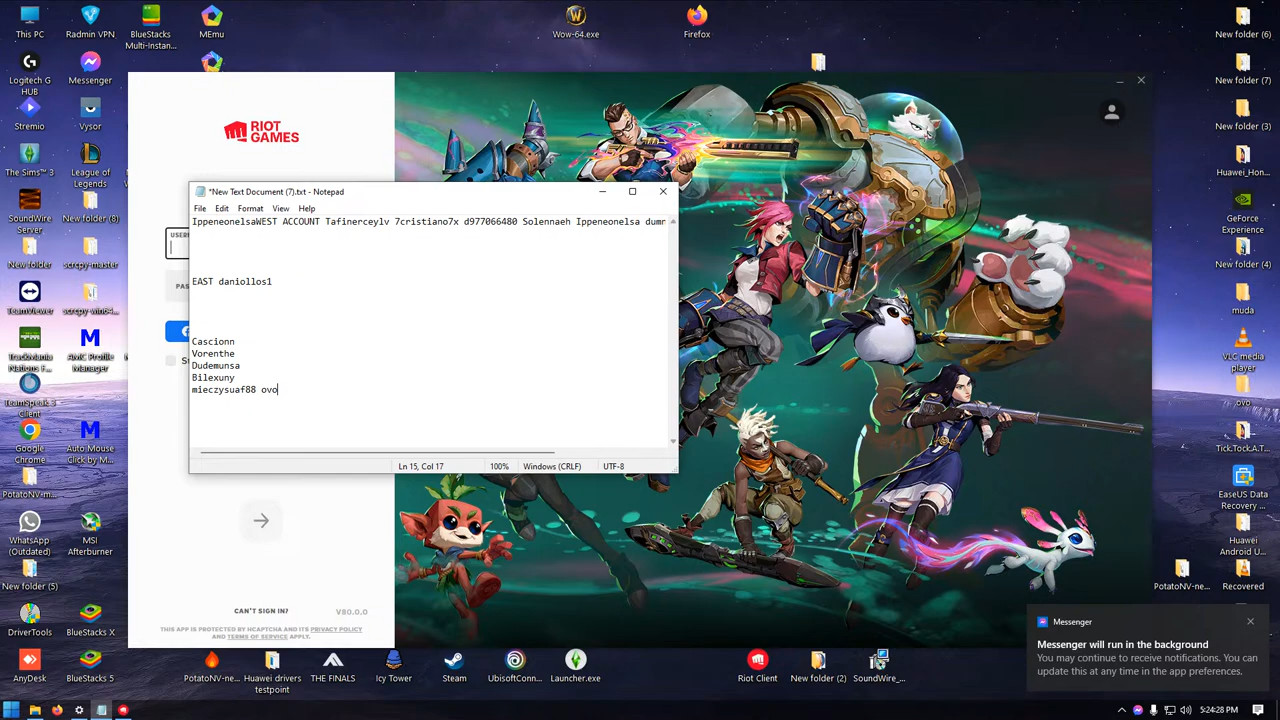 This PC
Radmin VPN
BlueStacks Multi-Instan...
MEmu
Wow-64.exe
Firefox
New folder (6)
Logitech G HUB
Messenger
New folder (7)
RIOT GAMES
Stremio
Vysor
New folder (3)
The Sims™ 3
League of Legends
Huawei_Hon...
*New Text Document (7).txt - Notepad
File Edit Format View Help
IppeneonelsaWEST ACCOUNT Tafinerceylv 7cristiano7x d977066480 Solennaeh Ippeneonelsa dumr
SoundWire Server
New folder (8)
GeForce Experience
USERN
New folder
scrcpy-master
New folder (4)
EAST daniollos1
PAS
TeamViewer
scrcpy-win64...
muda
Cascionn
Vorenthe
Dudemunsa
Bilexuny
mieczysuaf88 ovo
TrackMania Nations F...
AMC Profile Manager
VLC media player
TeamSpeak 3 Client
.ovo
Google Chrome
Auto Mouse Click by M...
Tick.Tock.A.T...
Ln 15, Col 17
100%
Windows (CRLF)
UTF-8
PotatoNV-n...
scrcpy
EaseUS Data Recovery ...
WhatsApp (Outdated)
MSI Afterburner
Huawei Android U...
New folder (5)
PotatoNV-ne...
Recovered
CAN'T SIGN IN?
V80.0.0
THIS APP IS PROTECTED BY HCAPTCHA AND ITS PRIVACY POLICY
AND TERMS OF SERVICE APPLY.
DriverTools
BlueStacks X
Messenger
Messenger will run in the background
You may continue to receive notifications. You can
update this at any time in the app preferences.
AnyDesk
BlueStacks 5
PotatoNV-ne...
Huawei drivers testpoint
THE FINALS
Icy Tower
Steam
UbisoftConn...
Launcher.exe
Riot Client
New folder (2)
SoundWire_...
5:24:28 PM